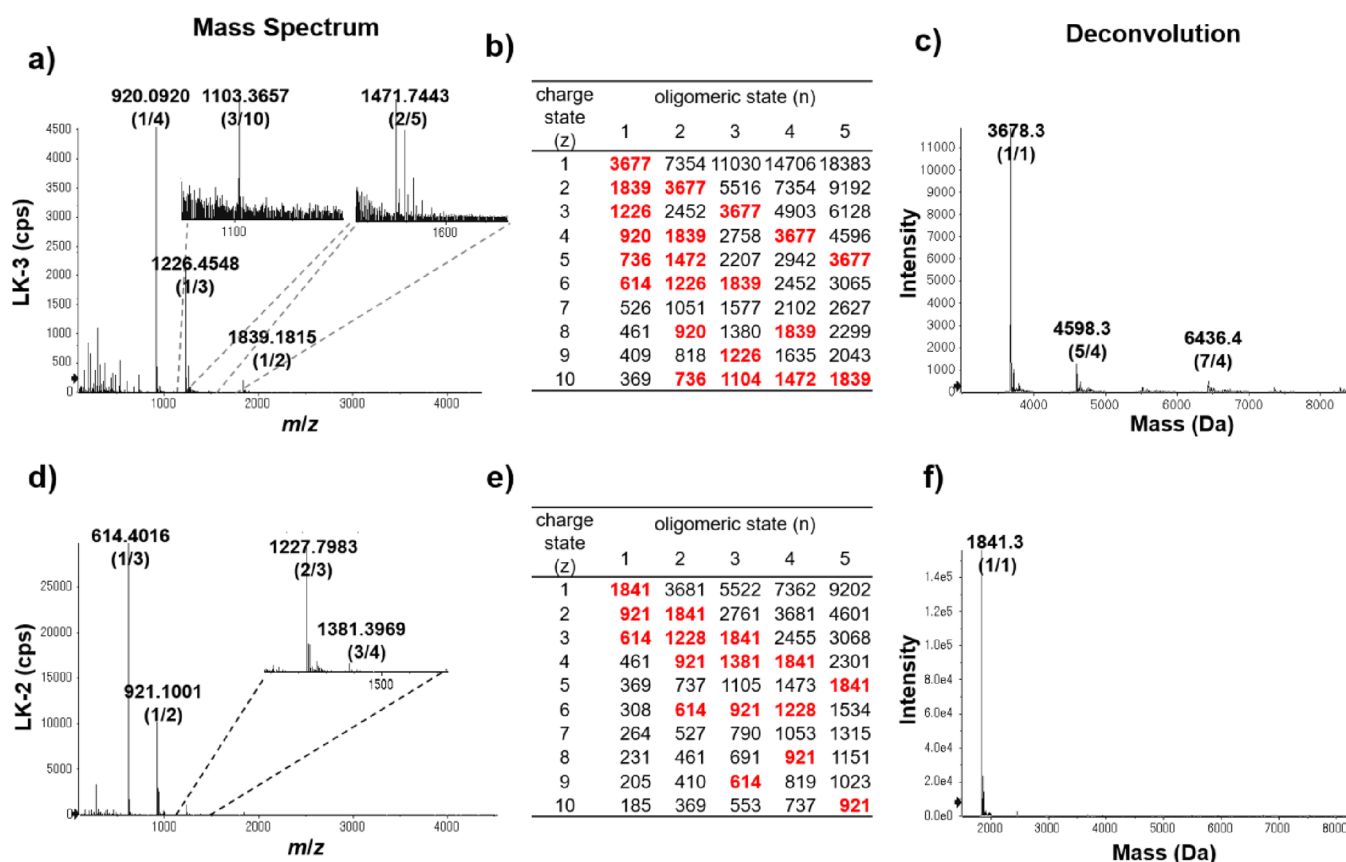 Mass Spectrum
Deconvolution
a)
920.0920
(1/4)
1103.3657
(3/10)
1471.7443
(2/5)
1226.4548
(1/3)
1839.1815
(1/2)
1100
1600
LK-3 (cps)
4500
4000
3500
3000
2500
2000
1500
1000
500
0
1000 2000 3000 4000
m/z
b)
charge state (z) oligomeric state (n)
1 2 3 4 5
1 3677 7354 11030 14706 18383
2 1839 3677 5516 7354 9192
3 1226 2452 3677 4903 6128
4 920 1839 2758 3677 4596
5 736 1472 2207 2942 3677
6 614 1226 1839 2452 3065
7 526 1051 1577 2102 2627
8 461 920 1380 1839 2299
9 409 818 1226 1635 2043
10 369 736 1104 1472 1839
c)
3678.3
(1/1)
4598.3
(5/4)
6436.4
(7/4)
Intensity
11000
10000
9000
8000
7000
6000
5000
4000
3000
2000
1000
0
4000 5000 6000 7000 8000
Mass (Da)
d)
614.4016
(1/3)
921.1001
(1/2)
1227.7983
(2/3)
1381.3969
(3/4)
1500
LK-2 (cps)
25000
20000
15000
10000
5000
0
1000 2000 3000 4000
m/z
e)
charge state (z) oligomeric state (n)
1 2 3 4 5
1 1841 3681 5522 7362 9202
2 921 1841 2761 3681 4601
3 614 1228 1841 2455 3068
4 461 921 1381 1841 2301
5 369 737 1105 1473 1841
6 308 614 921 1228 1534
7 264 527 790 1053 1315
8 231 461 691 921 1151
9 205 410 614 819 1023
10 185 369 553 737 921
f)
1841.3
(1/1)
Intensity
1.4e5
1.2e5
1.0e5
8.0e4
6.0e4
4.0e4
2.0e4
0.0e0
2000 3000 4000 5000 6000 7000 8000
Mass (Da)